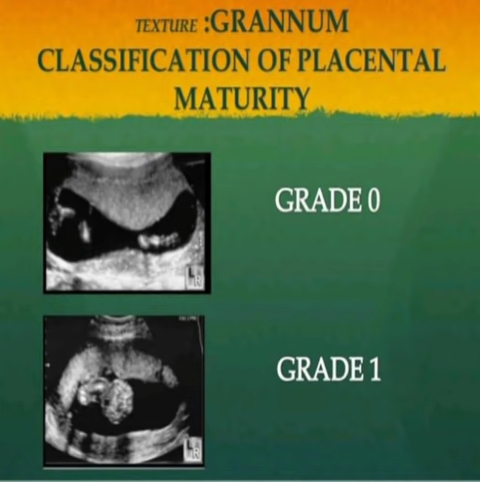 TEXTURE :GRANNUM
CLASSIFICATION OF PLACENTAL
MATURITY
GRADE 0
GRADE 1